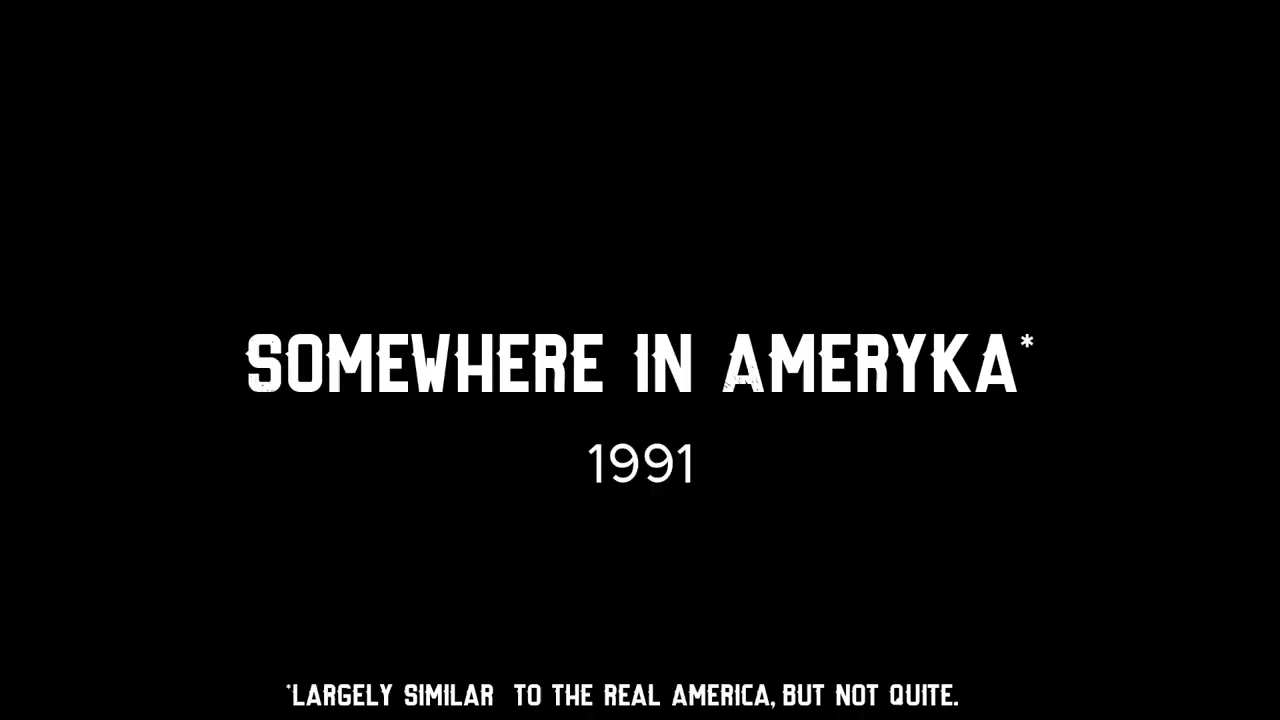 SOMEWHERE IN AMERYKA*
1991
*LARGELY SIMILAR TO THE REAL AMERICA, BUT NOT QUITE.